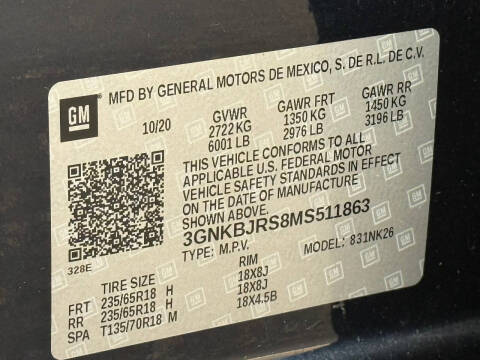 GM
MFD BY GENERAL MOTORS DE MEXICO, S. DE R.L. DE C.V.
10/20
GVWR GAWR FRT GAWR RR
2722 KG 1350 KG 1450 KG
6001 LB 2976 LB 3196 LB
THIS VEHICLE CONFORMS TO ALL
APPLICABLE U.S. FEDERAL MOTOR
VEHICLE SAFETY STANDARDS IN EFFECT
ON THE DATE OF MANUFACTURE
SHOWN ABOVE.
3GNKBJRS8MS511863
TYPE: M.P.V. MODEL: 831NK26
328E
TIRE SIZE RIM
FRT 235/65R18 H 18X8J
RR 235/65R18 H 18X8J
SPA T135/70R18 M 18X4.5B